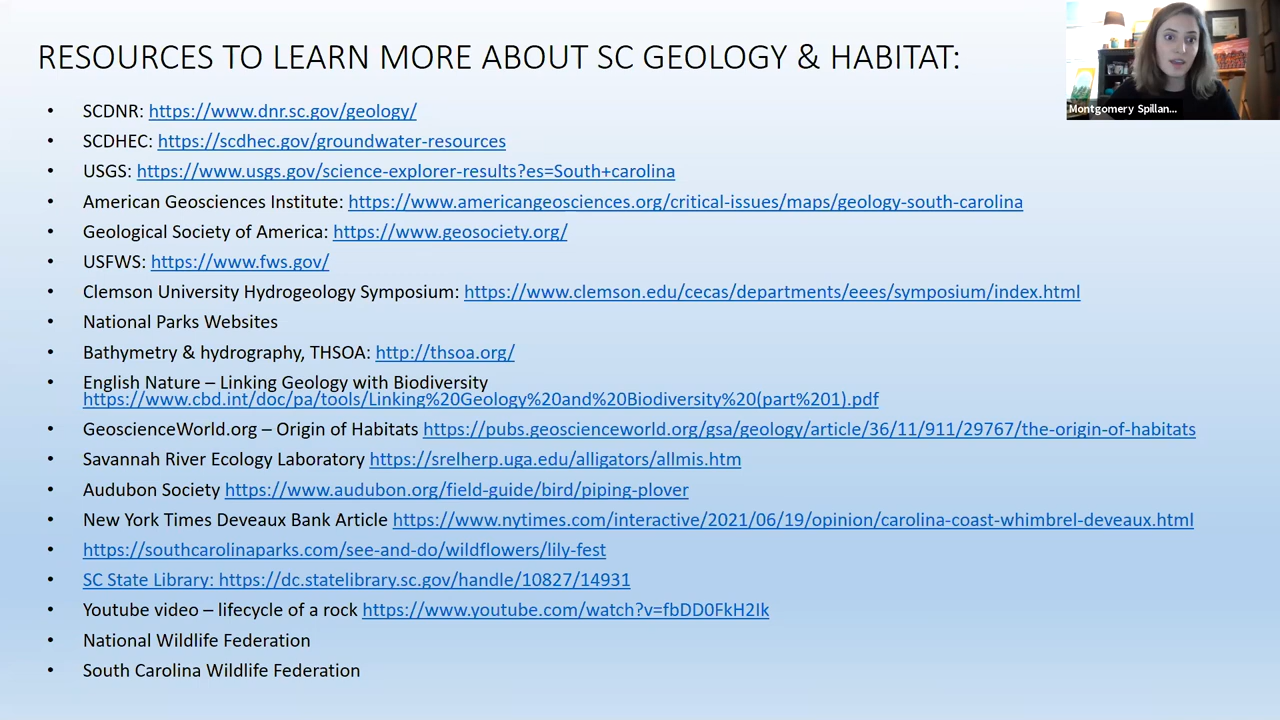 RESOURCES TO LEARN MORE ABOUT SC GEOLOGY & HABITAT:
Montgomery Spillan...
• SCDNR: https://www.dnr.sc.gov/geology/
• SCDHEC: https://scdhec.gov/groundwater-resources
• USGS: https://www.usgs.gov/science-explorer-results?es=South+carolina
• American Geosciences Institute: https://www.americangeosciences.org/critical-issues/maps/geology-south-carolina
• Geological Society of America: https://www.geosociety.org/
• USFWS: https://www.fws.gov/
• Clemson University Hydrogeology Symposium: https://www.clemson.edu/cecas/departments/eees/symposium/index.html
• National Parks Websites
• Bathymetry & hydrography, THSOA: http://thsoa.org/
• English Nature – Linking Geology with Biodiversity
https://www.cbd.int/doc/pa/tools/Linking%20Geology%20and%20Biodiversity%20(part%201).pdf
• GeoscienceWorld.org – Origin of Habitats https://pubs.geoscienceworld.org/gsa/geology/article/36/11/911/29767/the-origin-of-habitats
• Savannah River Ecology Laboratory https://srelherp.uga.edu/alligators/allmis.htm
• Audubon Society https://www.audubon.org/field-guide/bird/piping-plover
• New York Times Deveaux Bank Article https://www.nytimes.com/interactive/2021/06/19/opinion/carolina-coast-whimbrel-deveaux.html
• https://southcarolinaparks.com/see-and-do/wildflowers/lily-fest
• SC State Library: https://dc.statelibrary.sc.gov/handle/10827/14931
• Youtube video – lifecycle of a rock https://www.youtube.com/watch?v=fbDD0FkH2Ik
• National Wildlife Federation
• South Carolina Wildlife Federation